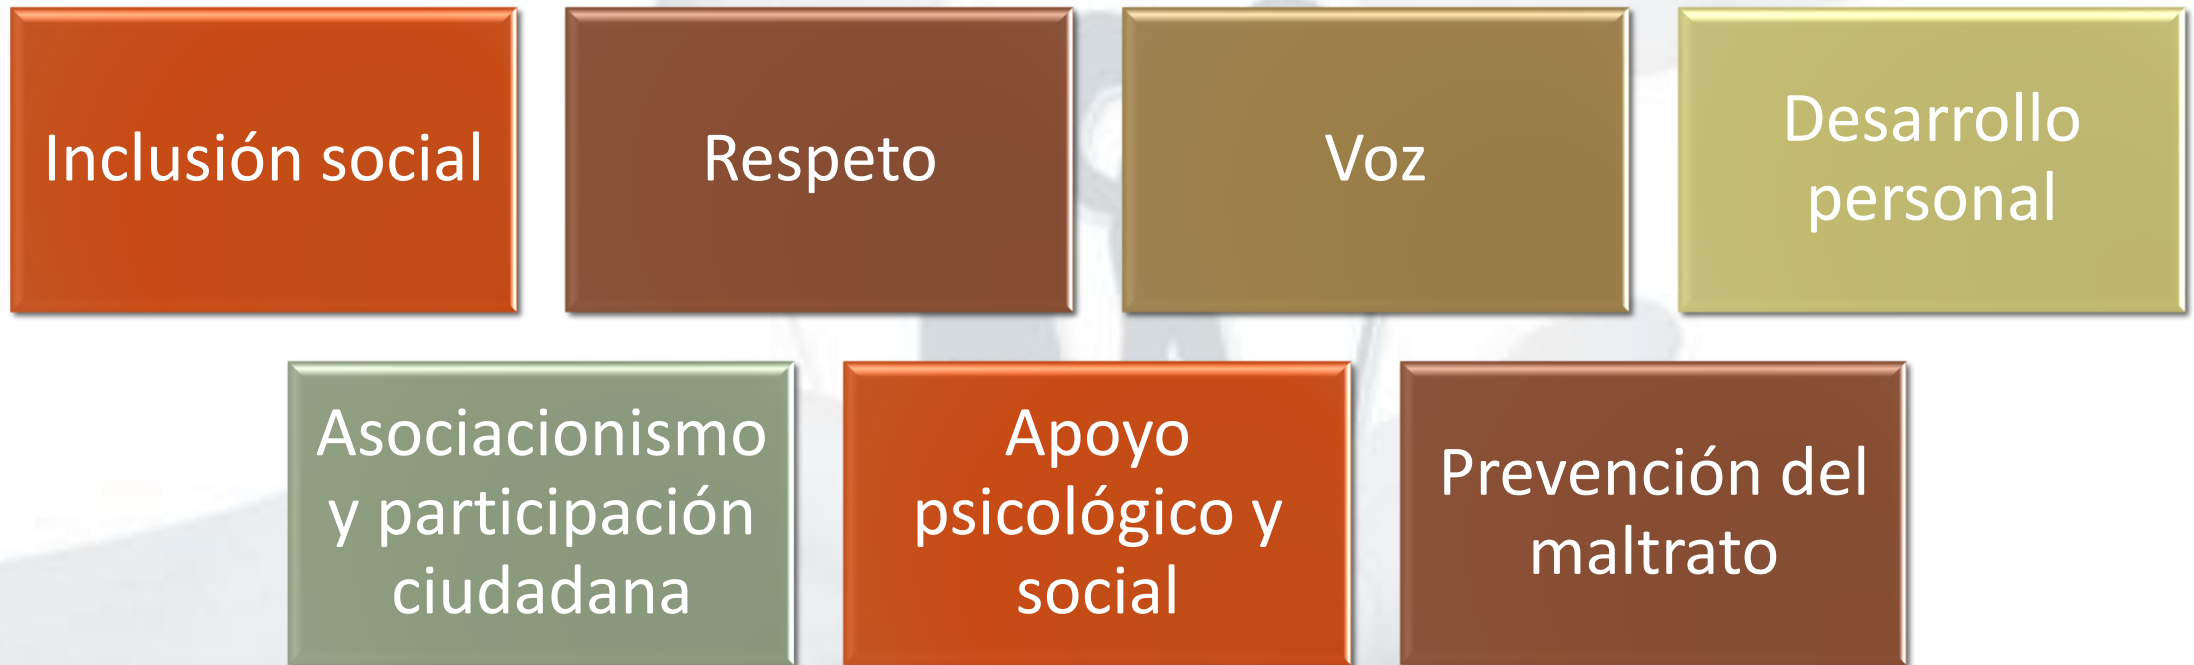 Inclusión social
Respeto
Voz
Desarrollo
personal
Asociacionismo
y participación
ciudadana
Apoyo
psicológico y
social
Prevención del
maltrato